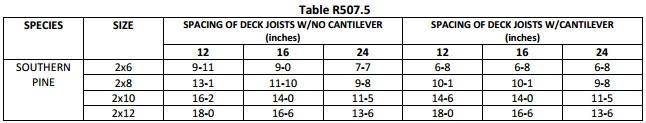 Table R507.5
SPECIES SIZE SPACING OF DECK JOISTS W/NO CANTILEVER (inches) SPACING OF DECK JOISTS W/CANTILEVER (inches)
12 16 24 12 16 24
SOUTHERN PINE 2x6 9-11 9-0 7-7 6-8 6-8 6-8
2x8 13-1 11-10 9-8 10-1 10-1 9-8
2x10 16-2 14-0 11-5 14-6 14-0 11-5
2x12 18-0 16-6 13-6 18-0 16-6 13-6